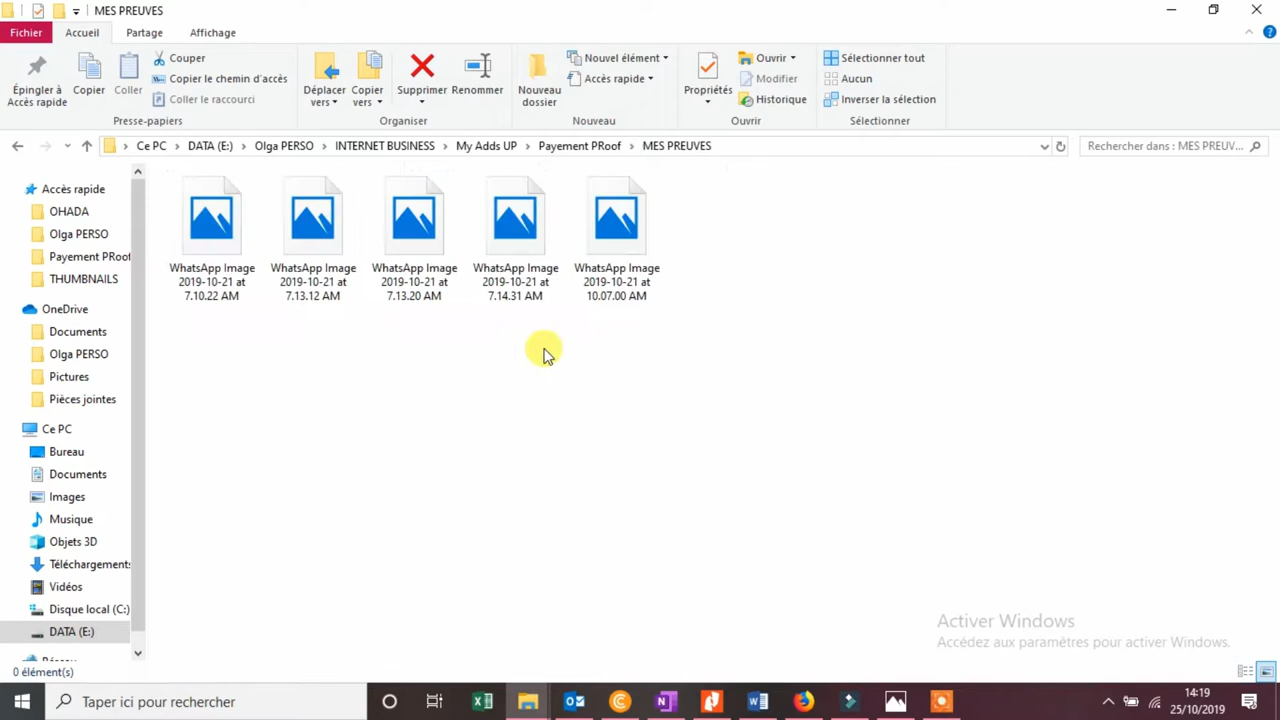 MES PREUVES
Fichier
Accueil
Partage
Affichage
Épingler à
Accès rapide
Copier
Coller
Couper
Copier le chemin d'accès
Coller le raccourci
Presse-papiers
Déplacer
vers
Copier
vers
Supprimer
Renommer
Organiser
Nouveau
dossier
Nouvel élément
Accès rapide
Nouveau
Propriétés
Ouvrir
Modifier
Historique
Ouvrir
Sélectionner tout
Aucun
Inverser la sélection
Sélectionner
Ce PC > DATA (E:) > Olga PERSO > INTERNET BUSINESS > My Adds UP > Payement PRoof > MES PREUVES
Rechercher dans : MES PREUV...
Accès rapide
OHADA
Olga PERSO
Payement PRoof
THUMBNAILS
OneDrive
Documents
Olga PERSO
Pictures
Pièces jointes
Ce PC
Bureau
Documents
Images
Musique
Objets 3D
Téléchargements
Vidéos
Disque local (C:)
DATA (E:)
Réseau
WhatsApp Image
2019-10-21 at
7.10.22 AM
WhatsApp Image
2019-10-21 at
7.13.12 AM
WhatsApp Image
2019-10-21 at
7.13.20 AM
WhatsApp Image
2019-10-21 at
7.14.31 AM
WhatsApp Image
2019-10-21 at
10.07.00 AM
Activer Windows
Accédez aux paramètres pour activer Windows.
0 élément(s)
Taper ici pour rechercher
14:19
25/10/2019